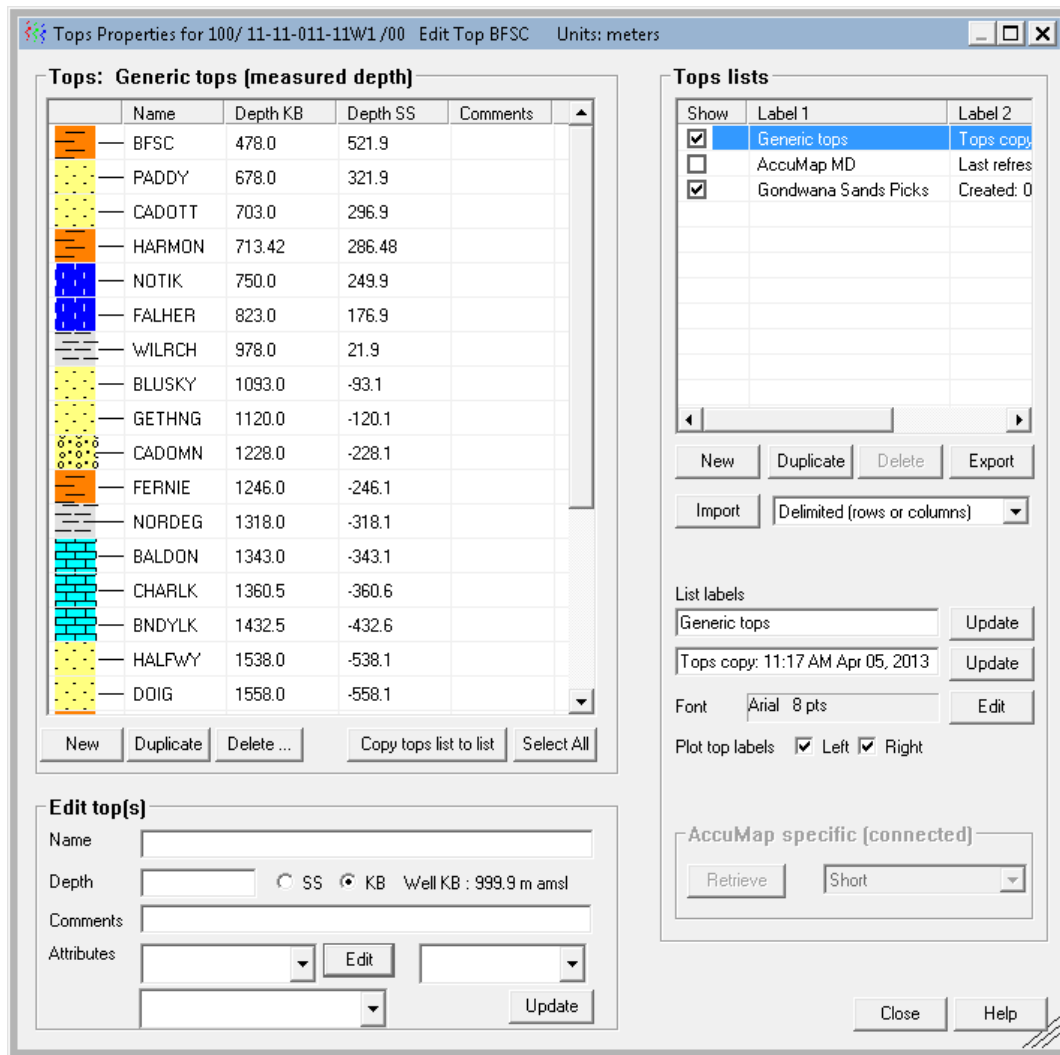 Tops Properties for 100/ 11-11-011-11W1 /00 Edit Top BFSC Units: meters
Tops: Generic tops (measured depth)
Name Depth KB Depth SS Comments
BFSC 478.0 521.9
PADDY 678.0 321.9
CADOTT 703.0 296.9
HARMON 713.42 286.48
NOTIK 750.0 249.9
FALHER 823.0 176.9
WILRCH 978.0 21.9
BLUSKY 1093.0 -93.1
GETHNG 1120.0 -120.1
CADOMN 1228.0 -228.1
FERNIE 1246.0 -246.1
NORDEG 1318.0 -318.1
BALDON 1343.0 -343.1
CHARLK 1360.5 -360.6
BNDYLK 1432.5 -432.6
HALFWY 1538.0 -538.1
DOIG 1558.0 -558.1
New Duplicate Delete ... Copy tops list to list Select All
Edit top(s)
Name
Depth SS KB Well KB : 999.9 m amsl
Comments
Attributes Edit
Update
Tops lists
Show Label 1 Label 2
Generic tops Tops copy
AccuMap MD Last refres
Gondwana Sands Picks Created: 0
New Duplicate Delete Export
Import Delimited (rows or columns)
List labels
Generic tops Update
Tops copy: 11:17 AM Apr 05, 2013 Update
Font Arial 8 pts Edit
Plot top labels Left Right
AccuMap specific (connected)
Retrieve Short
Close Help